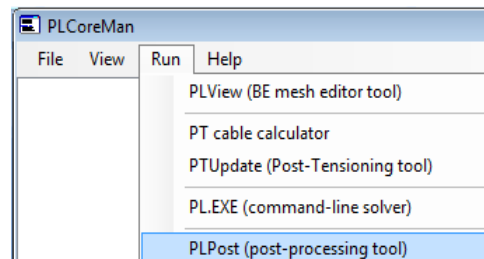 PLCoreMan
File View Run Help
PLView (BE mesh editor tool)
PT cable calculator
PTUpdate (Post-Tensioning tool)
PL.EXE (command-line solver)
PLPost (post-processing tool)